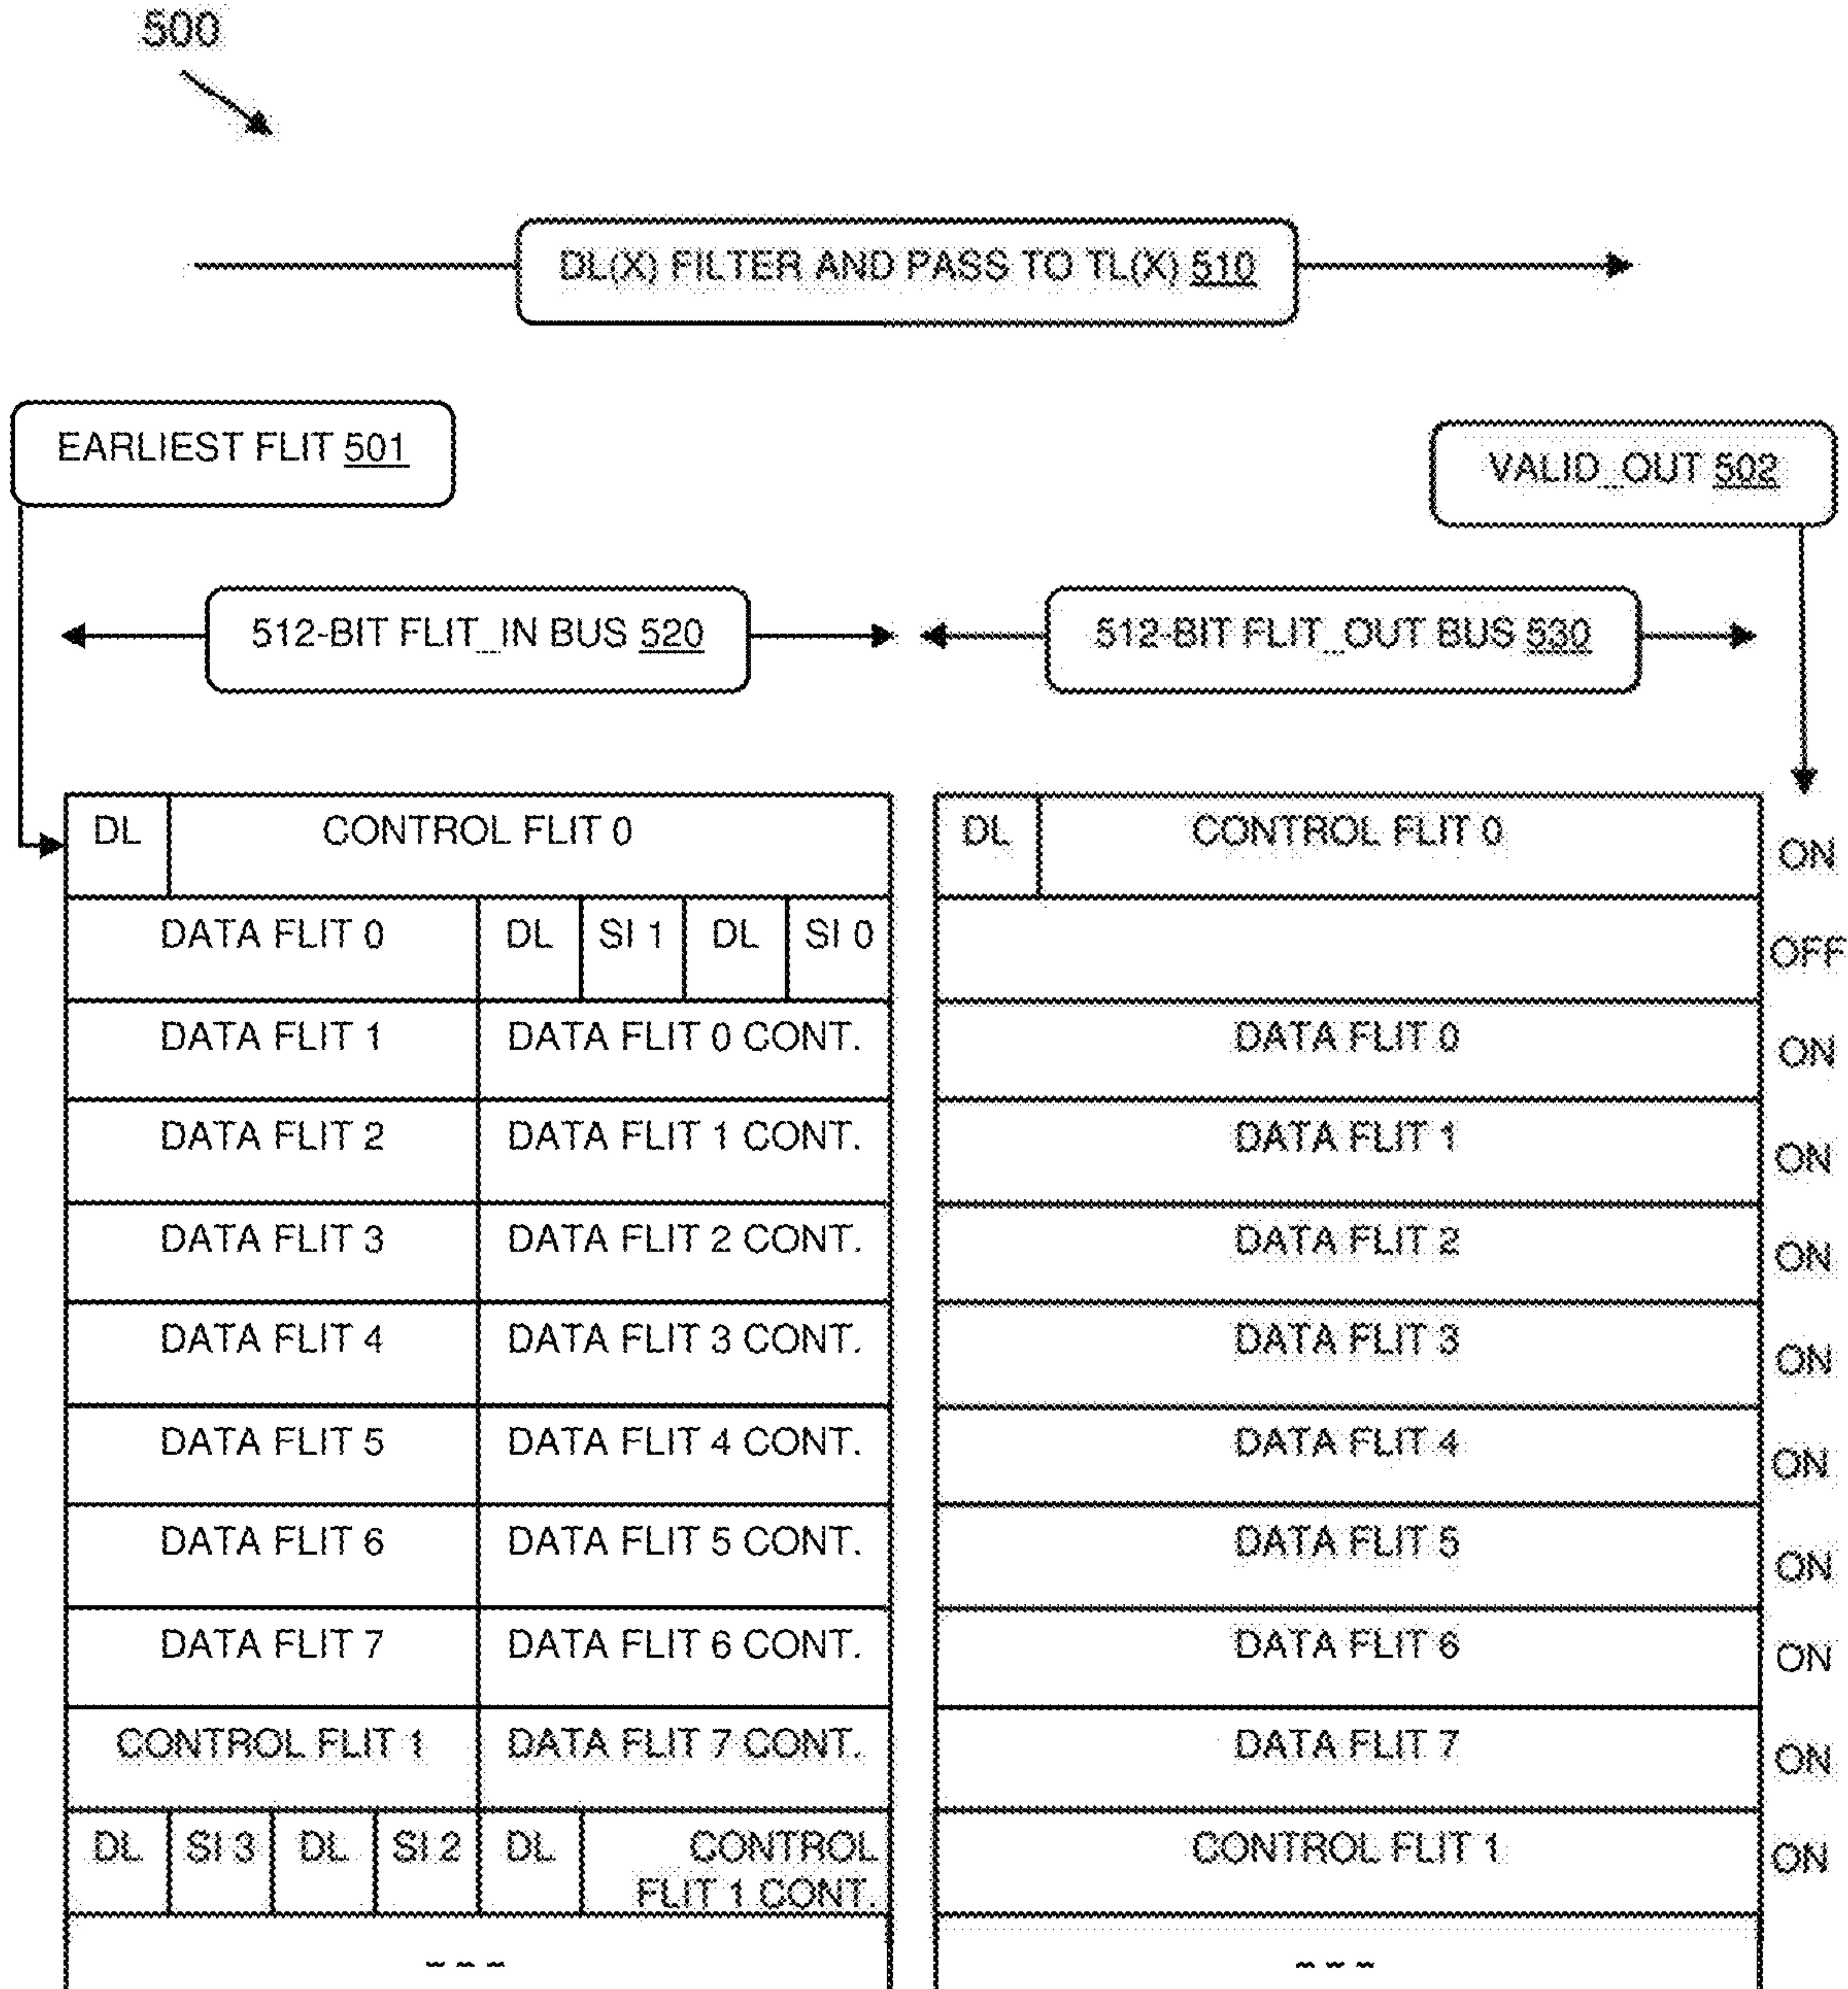 500
DL(X) FILTER AND PASS TO TL(X) 510
EARLIEST FLIT 501
VALID_OUT 502
512-BIT FLIT_IN BUS 520
512-BIT FLIT_OUT BUS 530
DL CONTROL FLIT 0 DL CONTROL FLIT 0 ON
DATA FLIT 0 DL SI 1 DL SI 0 OFF
DATA FLIT 1 DATA FLIT 0 CONT. DATA FLIT 0 ON
DATA FLIT 2 DATA FLIT 1 CONT. DATA FLIT 1 ON
DATA FLIT 3 DATA FLIT 2 CONT. DATA FLIT 2 ON
DATA FLIT 4 DATA FLIT 3 CONT. DATA FLIT 3 ON
DATA FLIT 5 DATA FLIT 4 CONT. DATA FLIT 4 ON
DATA FLIT 6 DATA FLIT 5 CONT. DATA FLIT 5 ON
DATA FLIT 7 DATA FLIT 6 CONT. DATA FLIT 6 ON
CONTROL FLIT 1 DATA FLIT 7 CONT. DATA FLIT 7 ON
DL SI 3 DL SI 2 DL CONTROL CONTROL FLIT 1 ON
FLIT 1 CONT.
--- ---